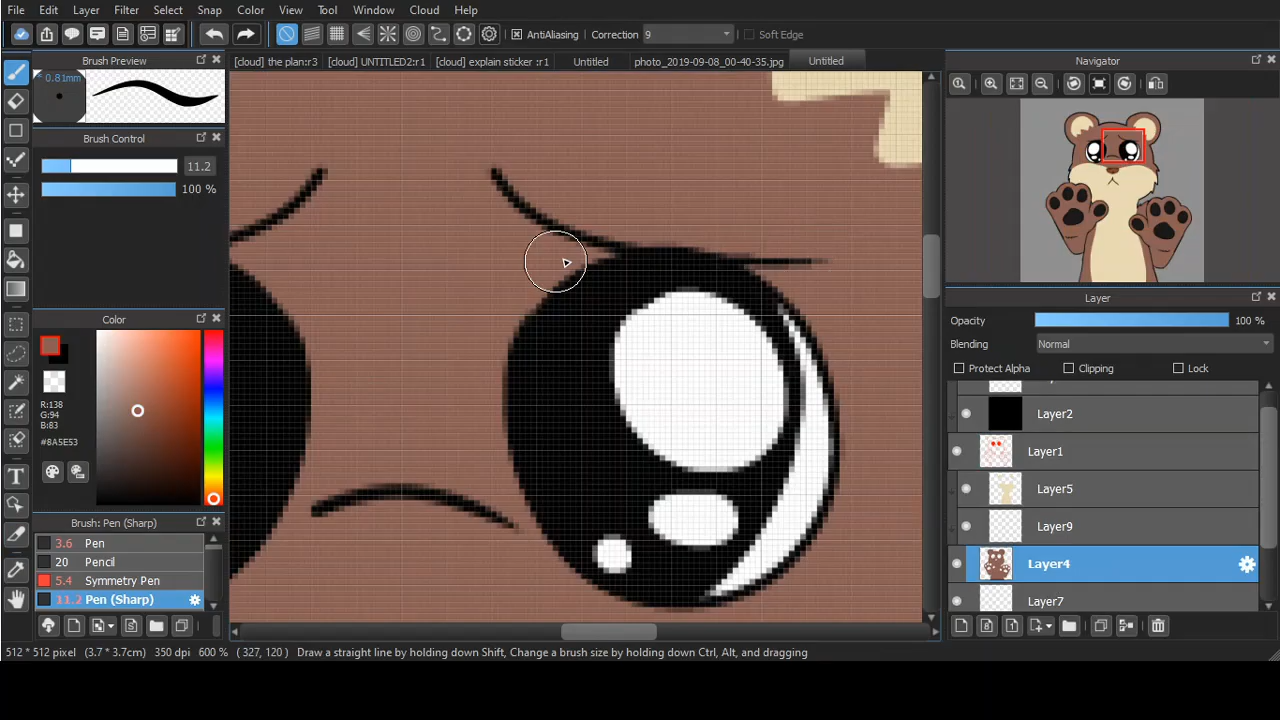 File Edit Layer Filter Select Snap Color View Tool Window Cloud Help
AntiAliasing Correction 9 Soft Edge
Brush Preview
[cloud] the plan:r3 [cloud] UNTITLED2:r1 [cloud] explain sticker :r1 Untitled photo_2019-09-08_00-40-35.jpg Untitled
Navigator
0.81mm
Brush Control
11.2
100 %
Layer
Color
Opacity 100 %
Blending Normal
Protect Alpha Clipping Lock
Layer2
R:138
G:94
B:83
#8A5E53
Layer1
Layer5
Layer9
Brush: Pen (Sharp)
3.6 Pen
20 Pencil
5.4 Symmetry Pen
11.2 Pen (Sharp)
Layer4
Layer7
512 * 512 pixel (3.7 * 3.7cm) 350 dpi 600 % ( 327, 120 ) Draw a straight line by holding down Shift, Change a brush size by holding down Ctrl, Alt, and dragging